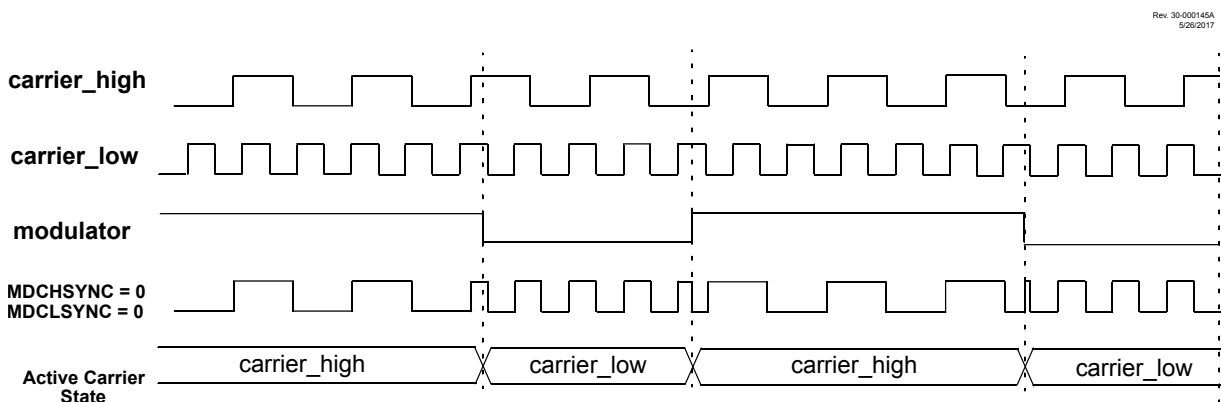 Rev. 30-000145A
5/26/2017
carrier_high
carrier_low
modulator
MDCHSYNC = 0
MDCLSYNC = 0
Active Carrier
State
carrier_high
carrier_low
carrier_high
carrier_low